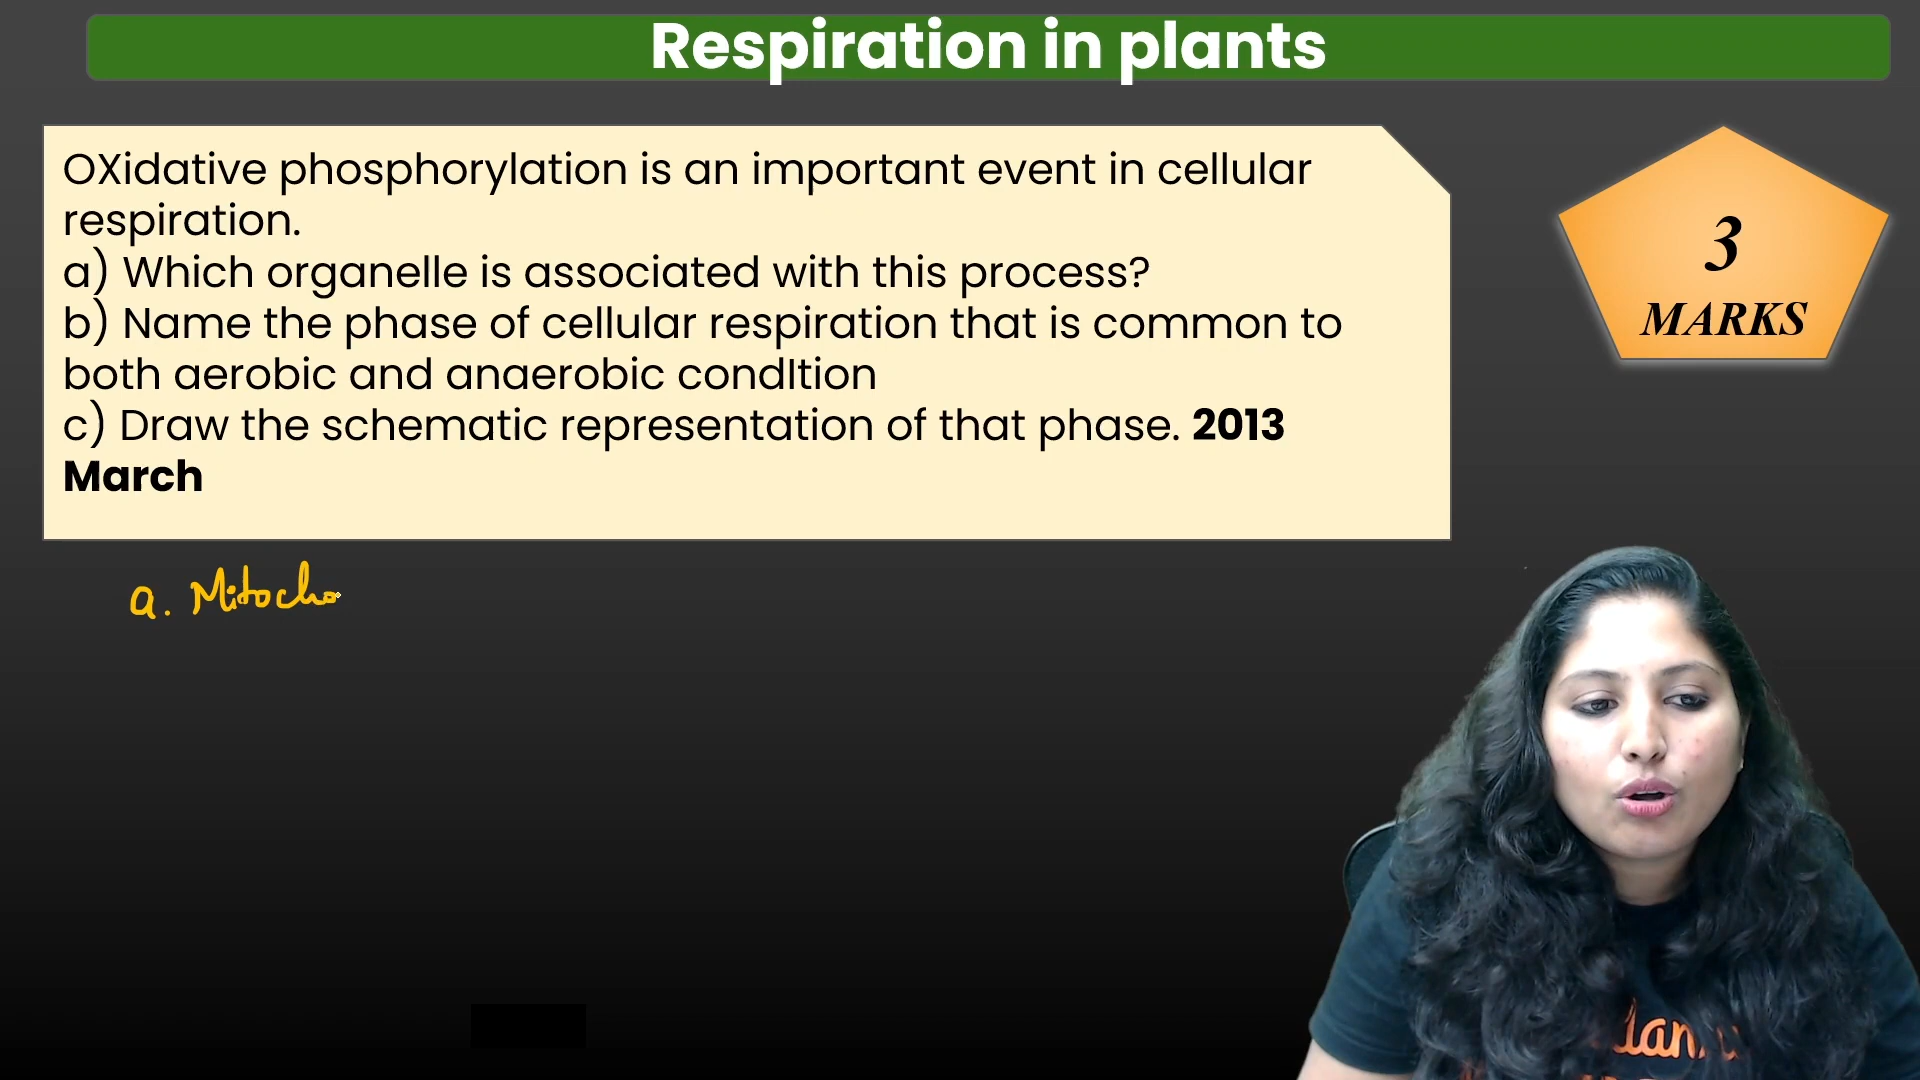 Respiration in plants
OXidative phosphorylation is an important event in cellular
respiration.
a) Which organelle is associated with this process?
b) Name the phase of cellular respiration that is common to
both aerobic and anaerobic condItion
c) Draw the schematic representation of that phase. 2013
March
3
MARKS
a. Mitocho